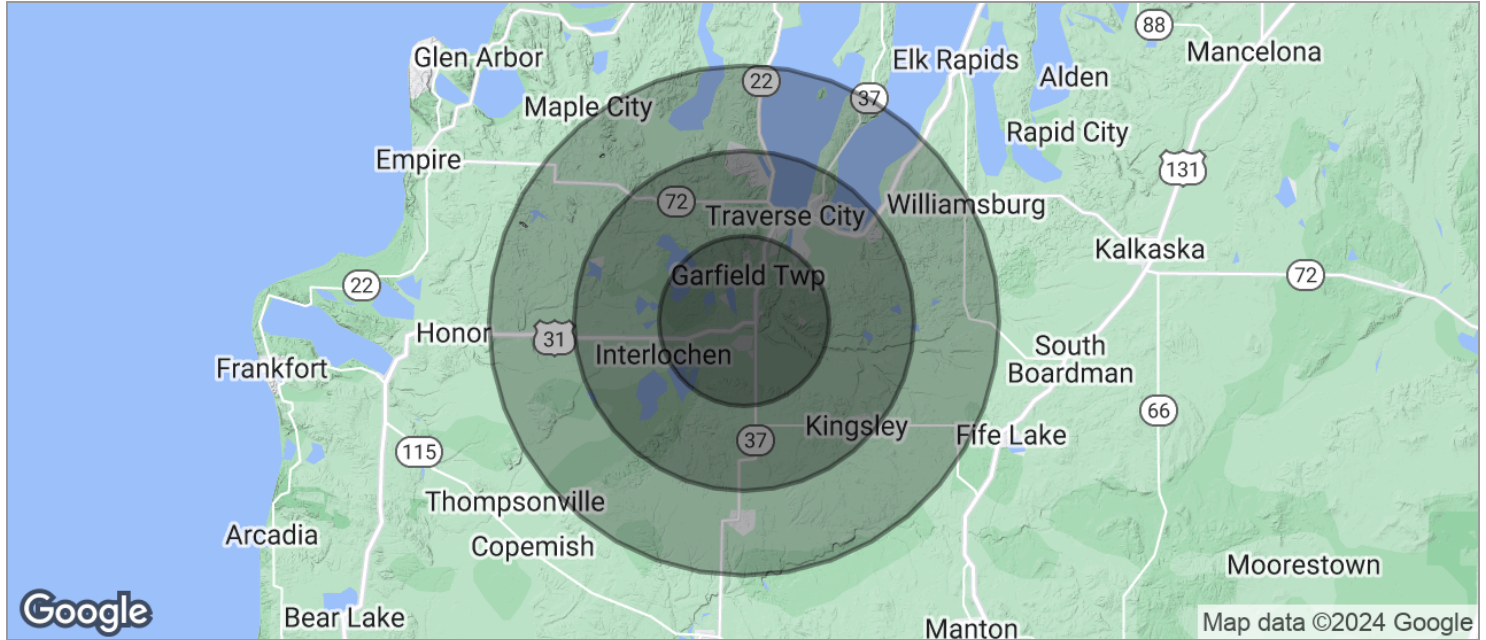 88
Mancelona
Glen Arbor
Elk Rapids
Alden
22
37
Maple City
Rapid City
Empire
131
72
Traverse City
Williamsburg
Kalkaska
Garfield Twp
72
22
Honor
31
Interlochen
South
Boardman
Frankfort
66
Kingsley
Fife Lake
37
115
Thompsonville
Arcadia
Copemish
Moorestown
Bear Lake
Manton
Google
Map data ©2024 Google